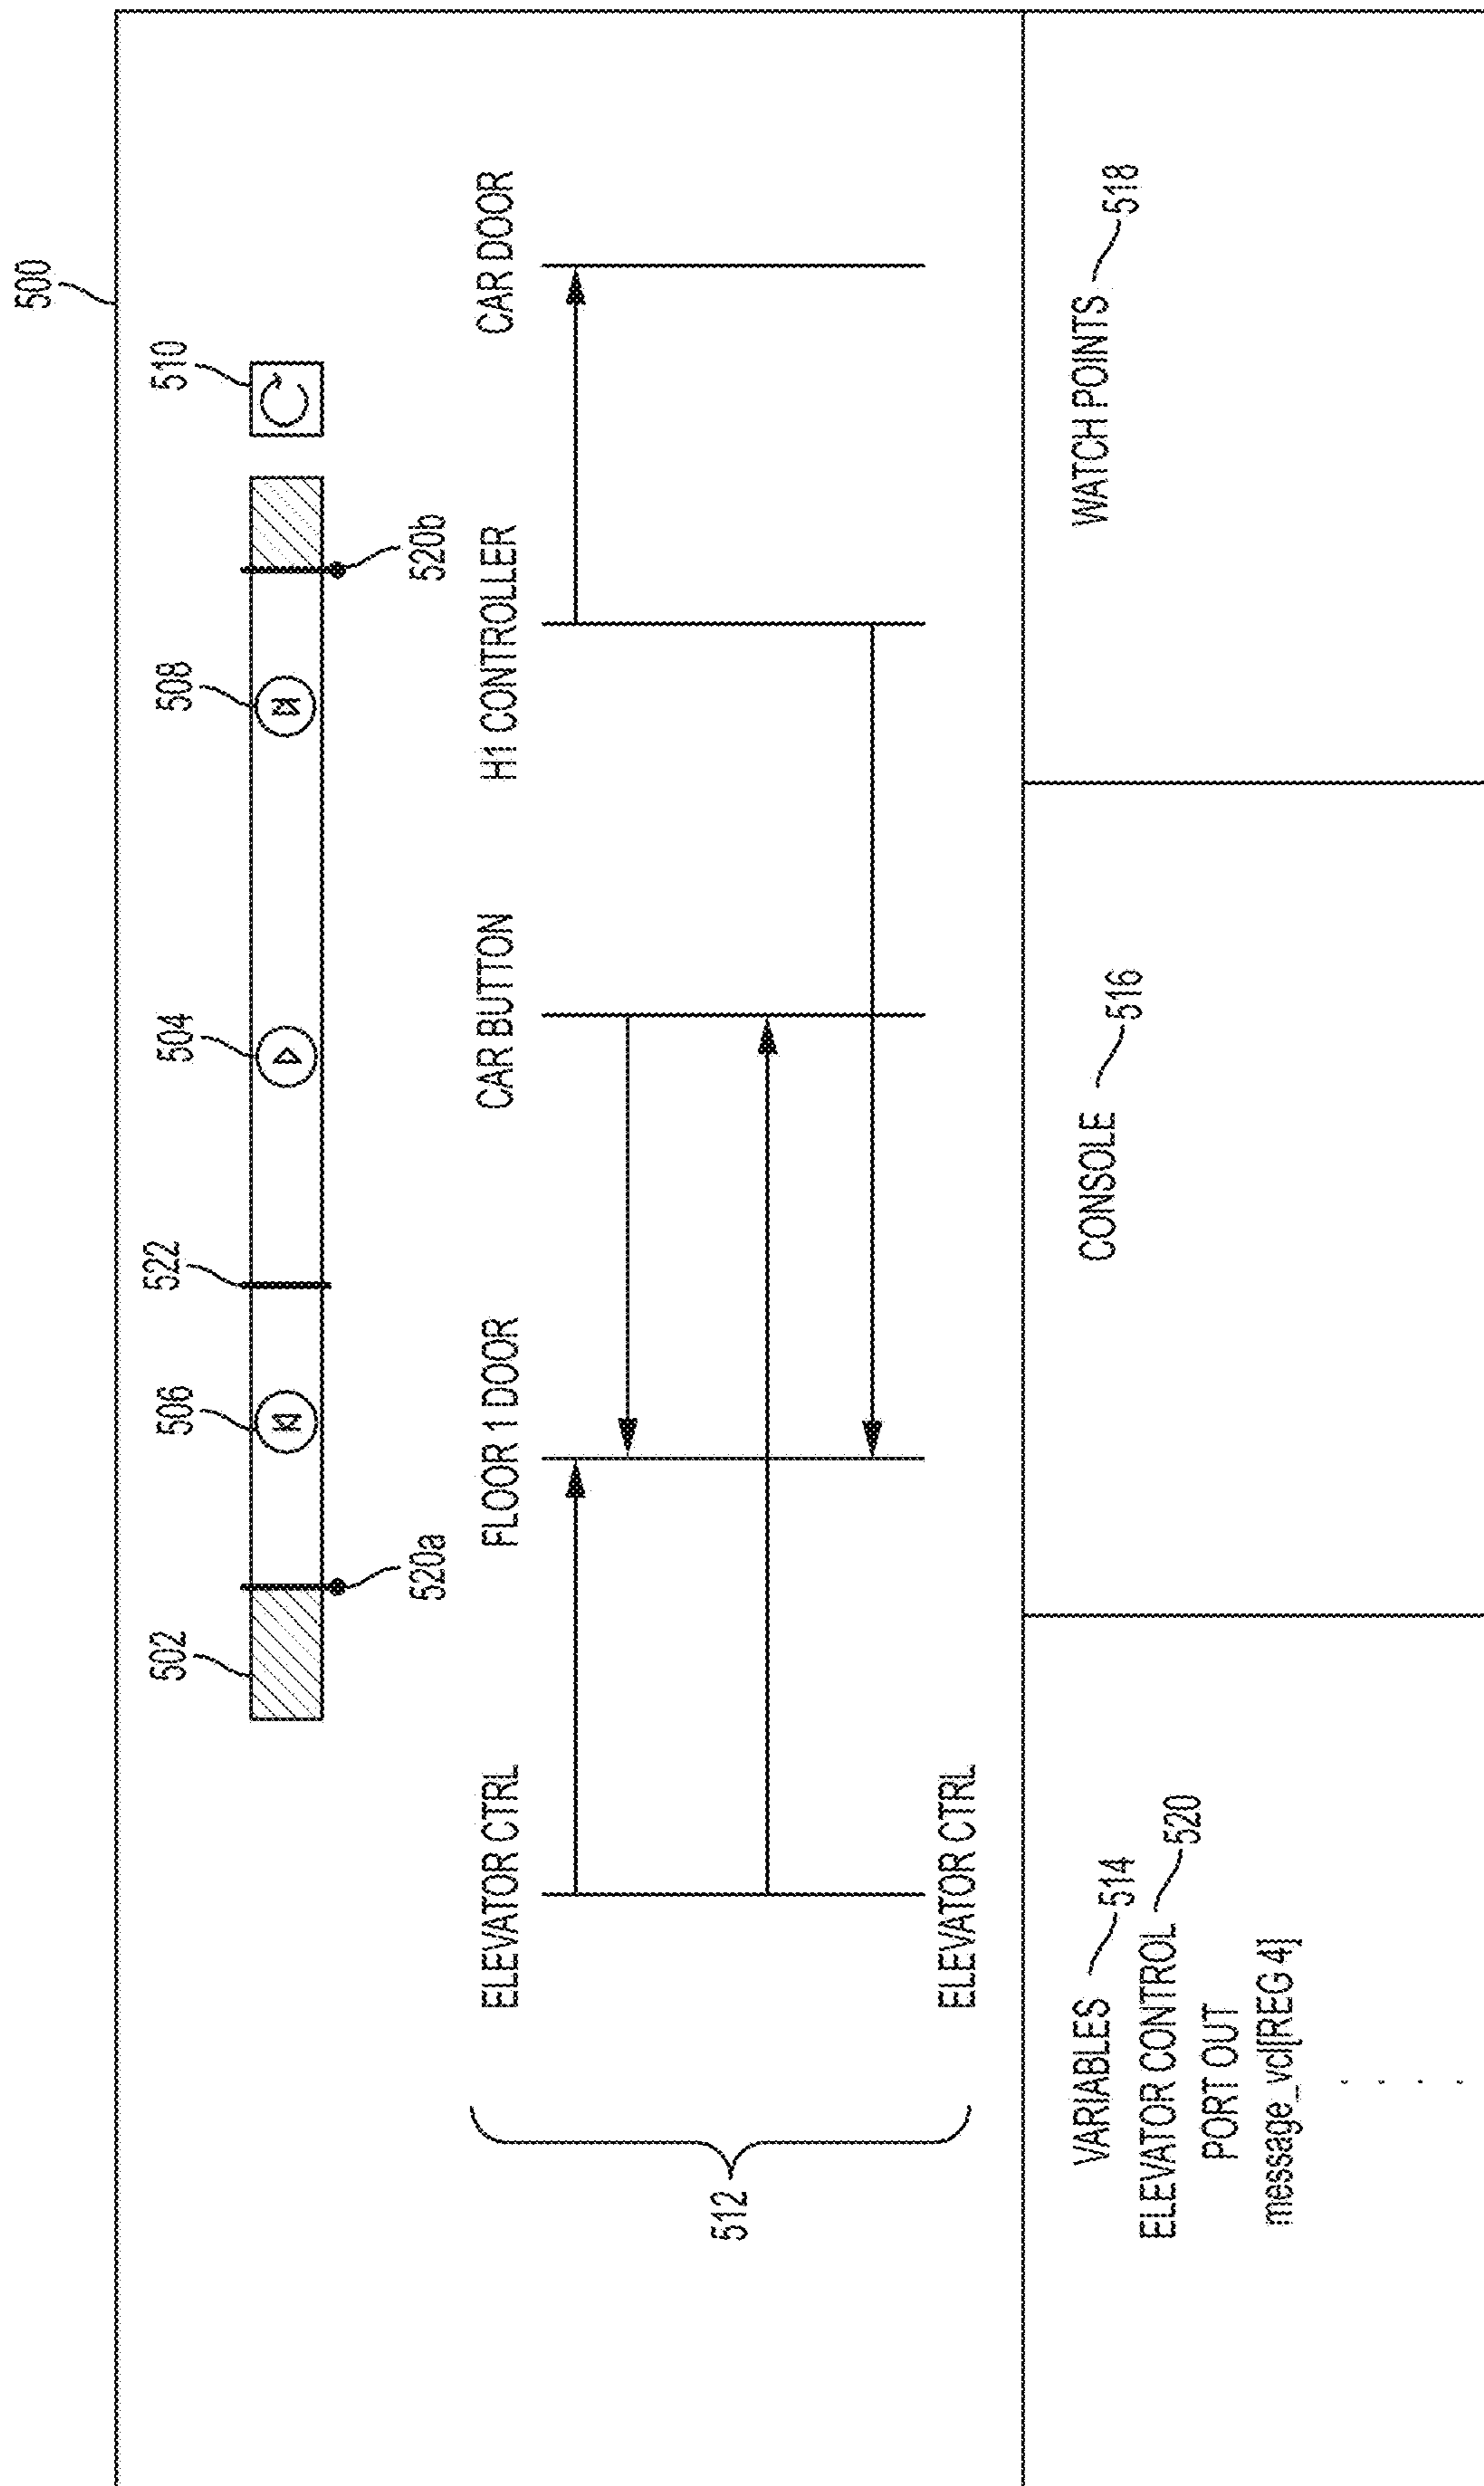 500
502
506
522
504
508
510
520a
520b
ELEVATOR CTRL
FLOOR 1 DOOR
CAR BUTTON
H1 CONTROLLER
CAR DOOR
512
ELEVATOR CTRL
VARIABLES 514
ELEVATOR CONTROL 520
PORT OUT
message_vcl[REG 4]
CONSOLE 516
WATCH POINTS 518